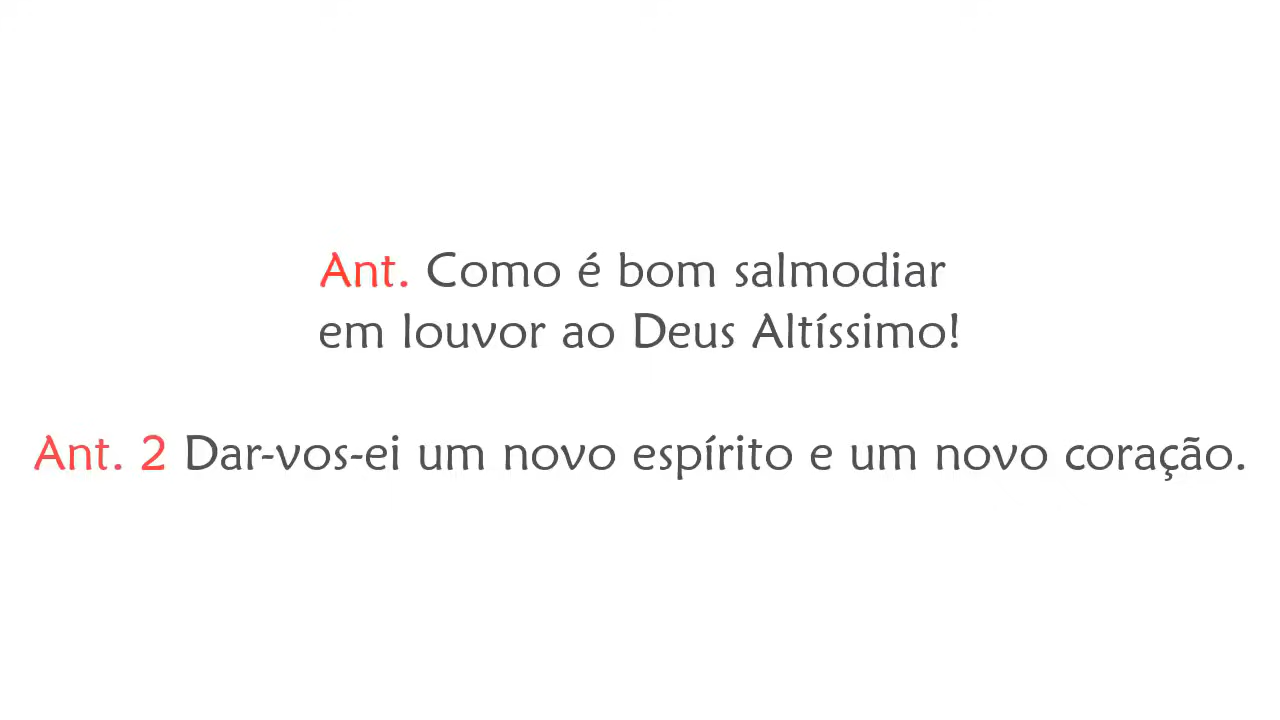 Ant. Como é bom salmodiar
em louvor ao Deus Altíssimo!
Ant. 2 Dar-vos-ei um novo espírito e um novo coração.